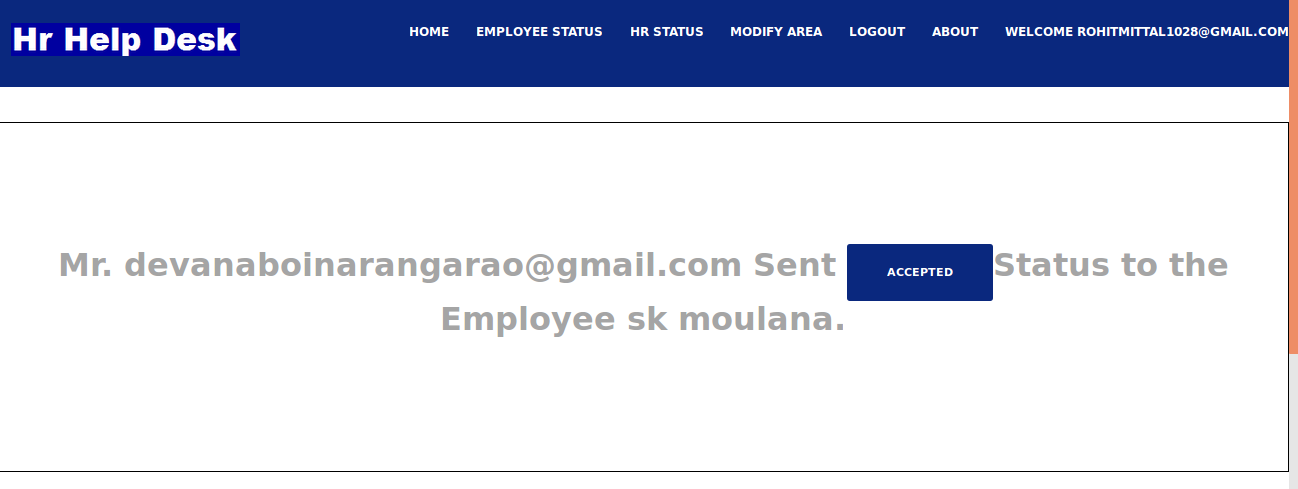 Hr Help Desk
HOME EMPLOYEE STATUS HR STATUS MODIFY AREA LOGOUT ABOUT WELCOME ROHITMITTAL1028@GMAIL.COM
Mr. devanaboinarangarao@gmail.com Sent ACCEPTED Status to the
Employee sk moulana.